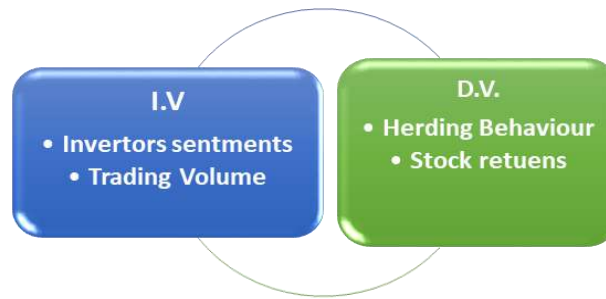 I.V
• Invertors sentments
• Trading Volume
D.V.
• Herding Behaviour
• Stock retuens